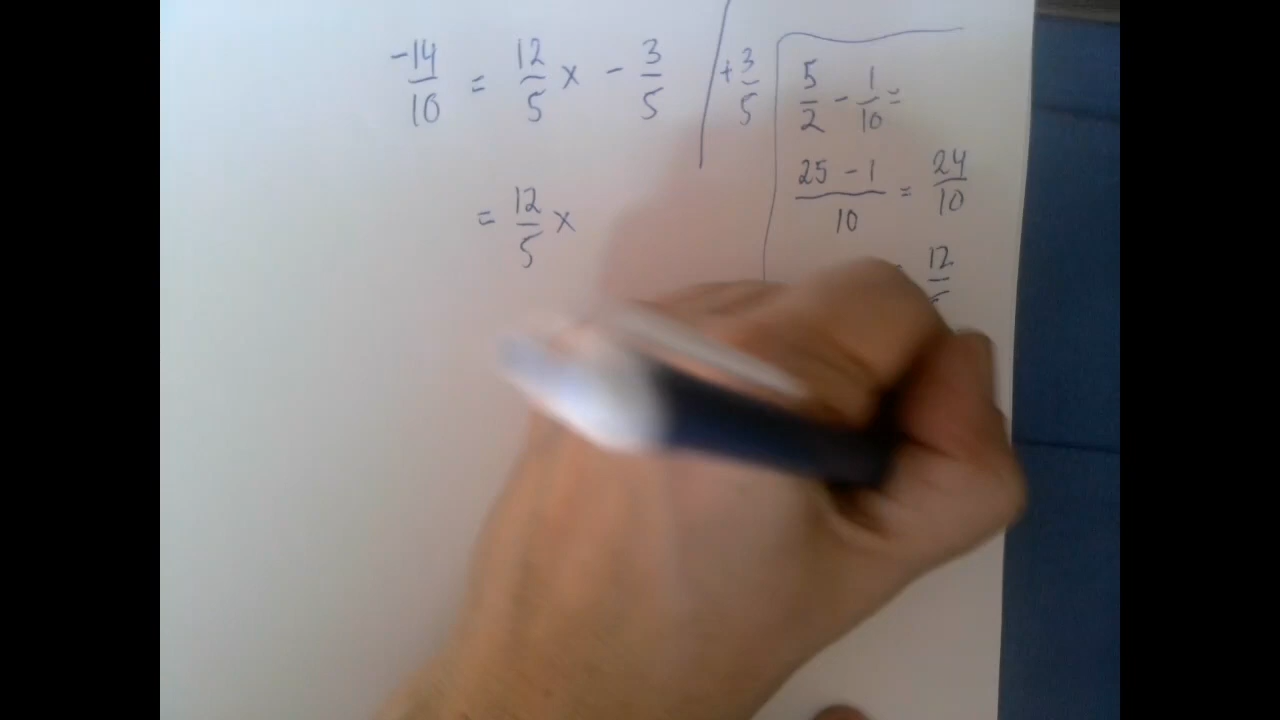 -14/10 = 12/5 x - 3/5 / +3/5
= 12/5 x
5/2 - 1/10 =
25 - 1/10 = 24/10
= 12/